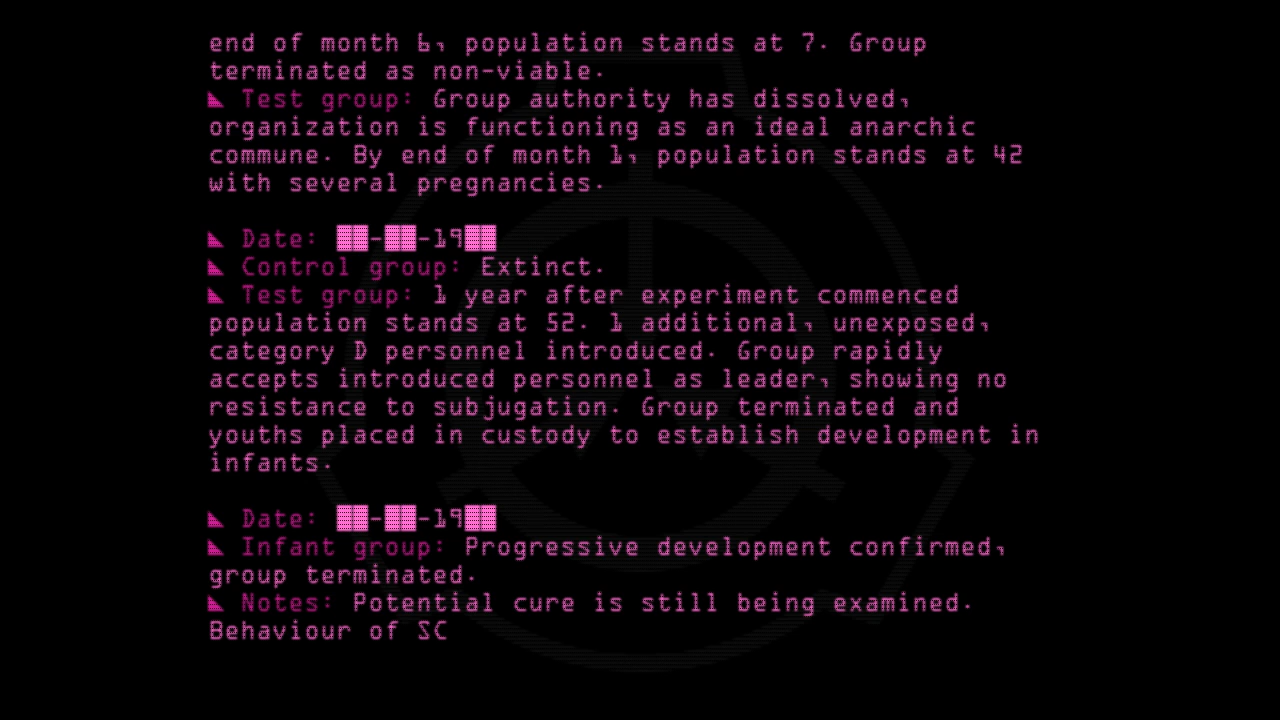 end of month 6, population stands at 7. Group
terminated as non-viable.
Test group: Group authority has dissolved,
organization is functioning as an ideal anarchic
commune. By end of month 1, population stands at 42
with several pregnancies.
Date: ██-██-19██
Control group: Extinct.
Test group: 1 year after experiment commenced
population stands at 52. 1 additional, unexposed,
category D personnel introduced. Group rapidly
accepts introduced personnel as leader, showing no
resistance to subjugation. Group terminated and
youths placed in custody to establish development in
infants.
Date: ██-██-19██
Infant group: Progressive development confirmed,
group terminated.
Notes: Potential cure is still being examined.
Behaviour of SC